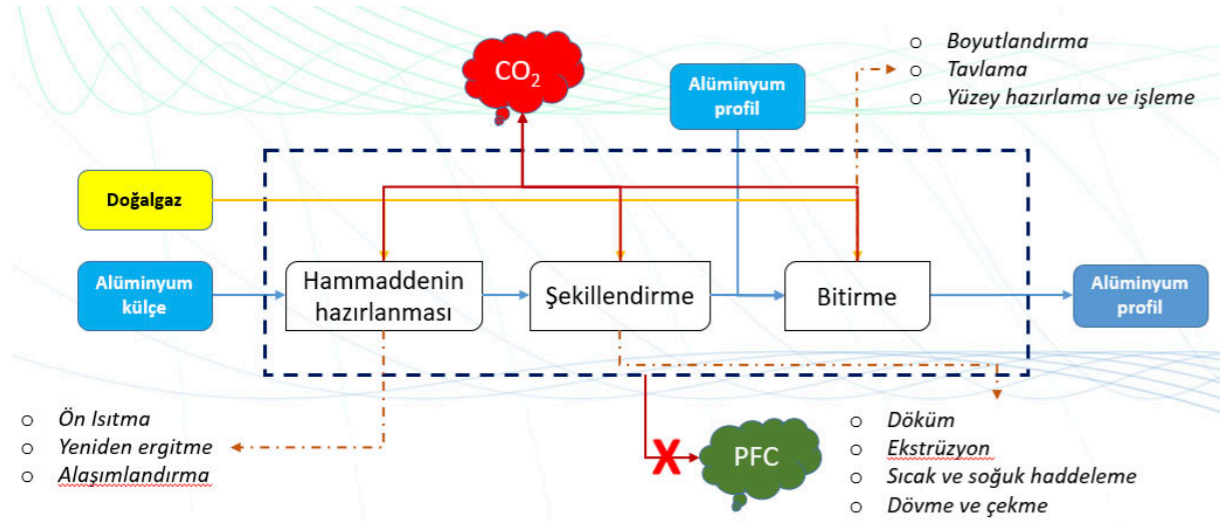 CO₂
Alüminyum
profil
o Boyutlandırma
o Tavlama
o Yüzey hazırlama ve işleme
Doğalgaz
Alüminyum
külçe
Hammaddenin
hazırlanması
Şekillendirme
Bitirme
Alüminyum
profil
o Ön Isıtma
o Yeniden ergitme
o Alaşımlandırma
X
PFC
o Döküm
o Ekstrüzyon
o Sıcak ve soğuk haddeleme
o Dövme ve çekme